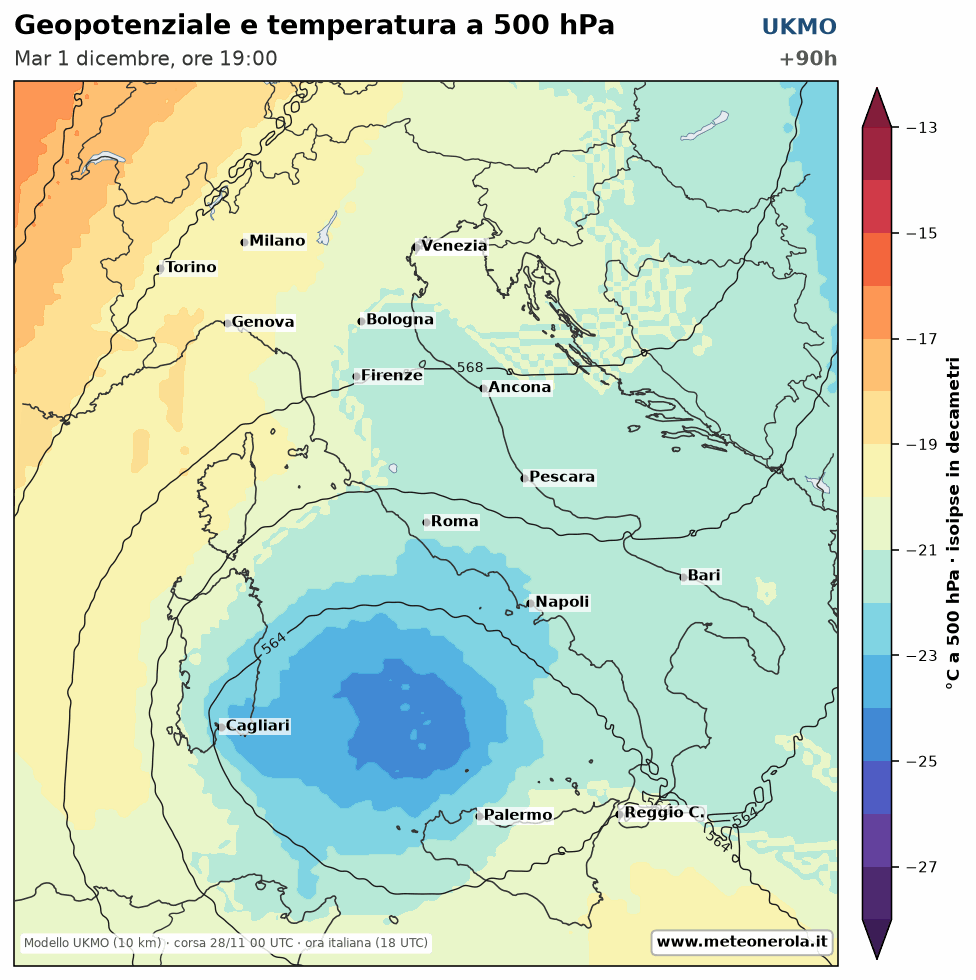 Geopotenziale e temperatura a 500 hPa
UKMO
Mar 1 dicembre, ore 19:00
+90h
Milano
Venezia
Torino
Genova
Bologna
568
Firenze
Ancona
Pescara
Roma
Bari
Napoli
564
Cagliari
Palermo
Reggio C.
564
564
−13
−15
−17
−19
−21
−23
−25
−27
°C a 500 hPa · isoipse in decametri
Modello UKMO (10 km) · corsa 28/11 00 UTC · ora italiana (18 UTC)
www.meteonerola.it